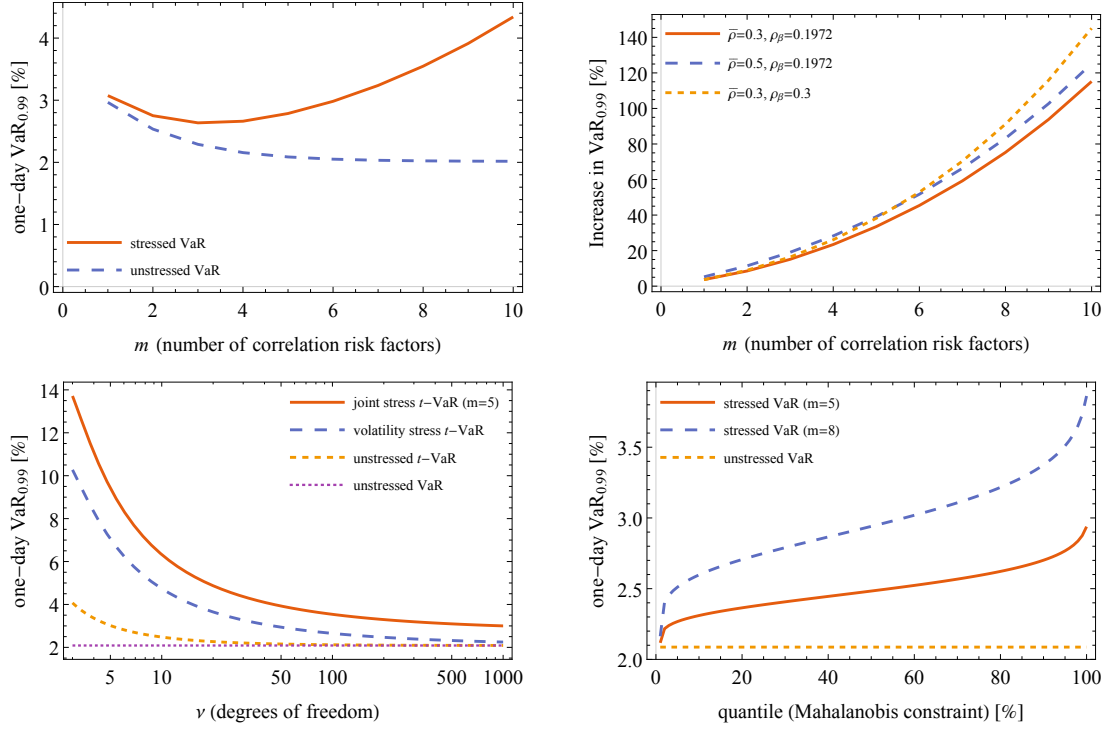 one-day VaR0.99 [%]
4
3
2
1
0
stressed VaR
unstressed VaR
0 2 4 6 8 10
m (number of correlation risk factors)
Increase in VaR0.99 [%]
140
120
100
80
60
40
20
0
ρ̅=0.3, ρβ=0.1972
ρ̅=0.5, ρβ=0.1972
ρ̅=0.3, ρβ=0.3
0 2 4 6 8 10
m (number of correlation risk factors)
one-day VaR0.99 [%]
14
12
10
8
6
4
2
joint stress t-VaR (m=5)
volatility stress t-VaR
unstressed t-VaR
unstressed VaR
5 10 50 100 500 1000
ν (degrees of freedom)
one-day VaR0.99 [%]
3.5
3.0
2.5
2.0
stressed VaR (m=5)
stressed VaR (m=8)
unstressed VaR
0 20 40 60 80 100
quantile (Mahalanobis constraint) [%]